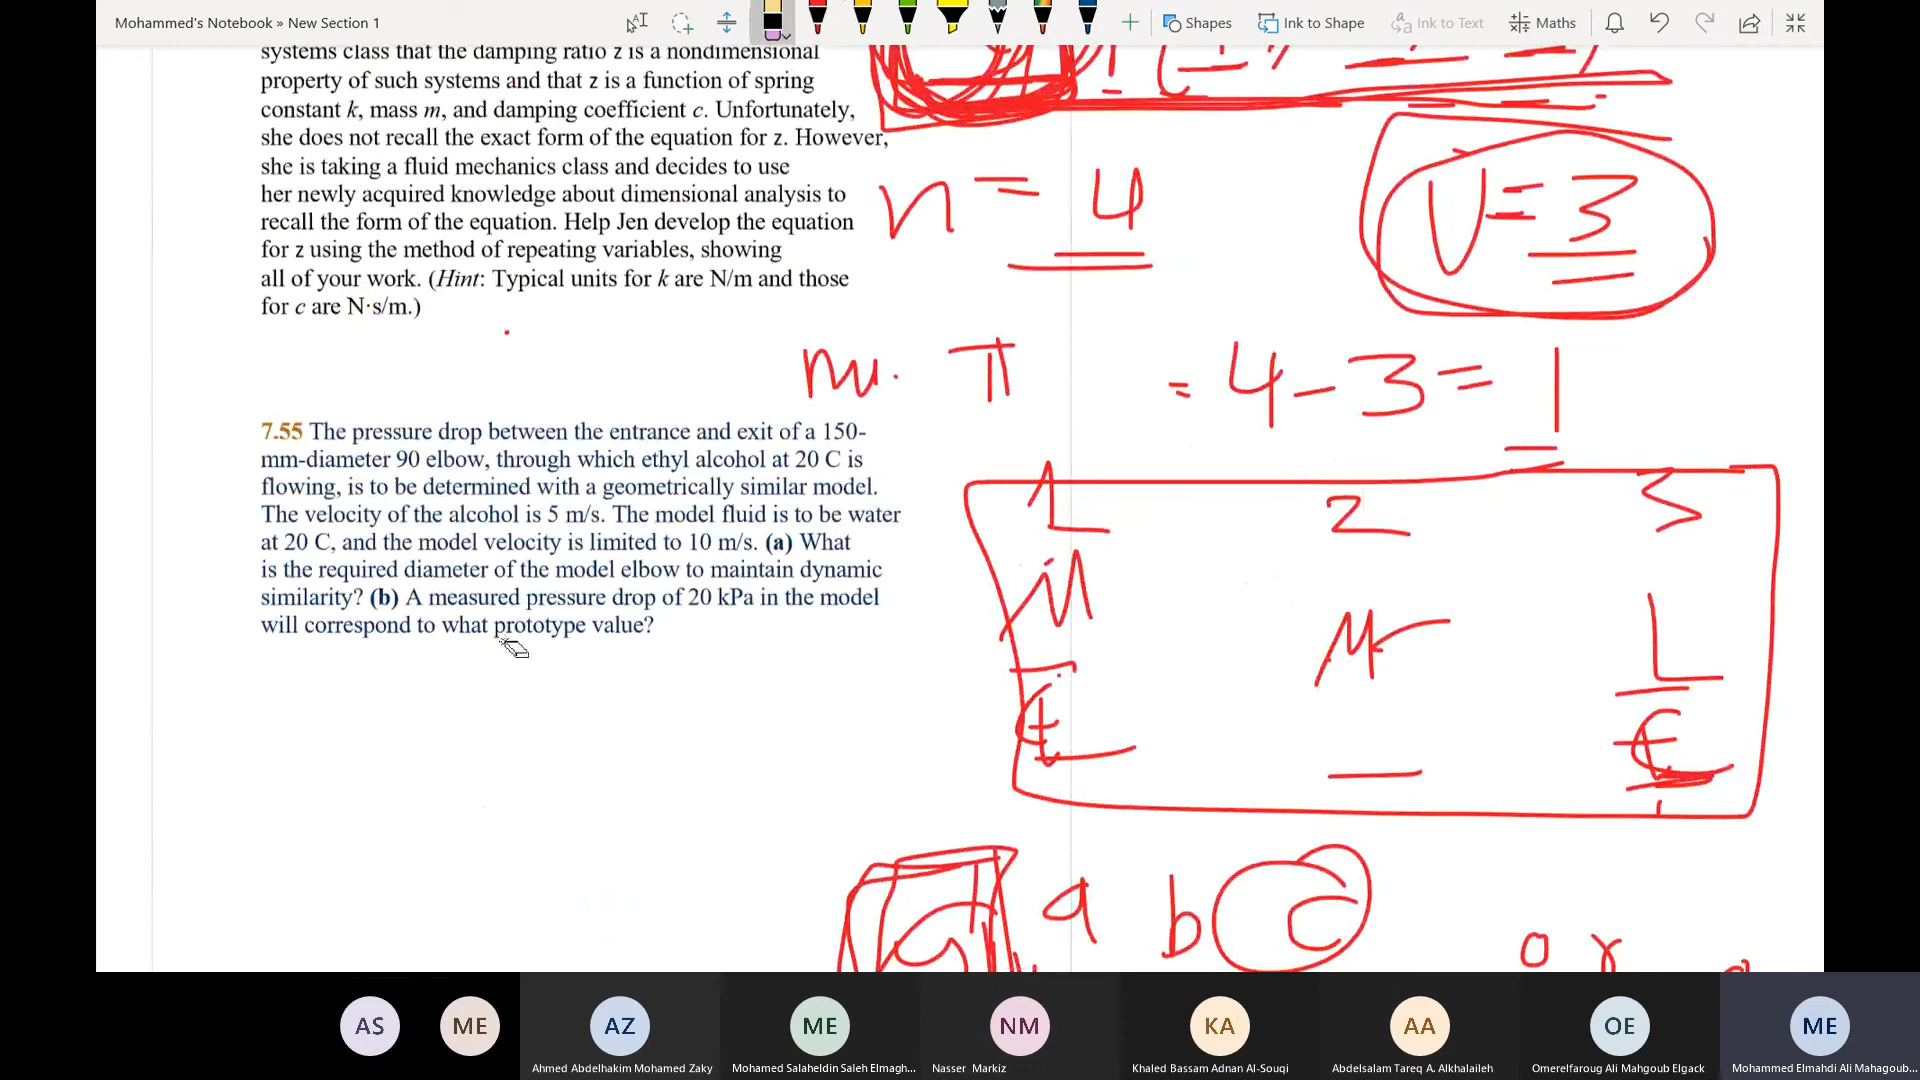 Mohammed's Notebook » New Section 1
Shapes
Ink to Shape
Ink to Text
Maths
systems class that the damping ratio z is a nondimensional
property of such systems and that z is a function of spring
constant k, mass m, and damping coefficient c. Unfortunately,
she does not recall the exact form of the equation for z. However,
she is taking a fluid mechanics class and decides to use
her newly acquired knowledge about dimensional analysis to
recall the form of the equation. Help Jen develop the equation
for z using the method of repeating variables, showing
all of your work. (Hint: Typical units for k are N/m and those
for c are N·s/m.)
n = 4
r = 3
π = 4 - 3 = 1
7.55 The pressure drop between the entrance and exit of a 150-
mm-diameter 90 elbow, through which ethyl alcohol at 20 C is
flowing, is to be determined with a geometrically similar model.
The velocity of the alcohol is 5 m/s. The model fluid is to be water
at 20 C, and the model velocity is limited to 10 m/s. (a) What
is the required diameter of the model elbow to maintain dynamic
similarity? (b) A measured pressure drop of 20 kPa in the model
will correspond to what prototype value?
1 2 3
M M L
t t
a b c
AS ME AZ ME NM KA AA OE ME
Ahmed Abdelhakim Mohamed Zaky
Mohamed Salaheldin Saleh Elmagh...
Nasser Markiz
Khaled Bassam Adnan Al-Souqi
Abdelsalam Tareq A. Alkhalaileh
Omerelfaroug Ali Mahgoub Elgack
Mohammed Elmahdi Ali Mahagoub...